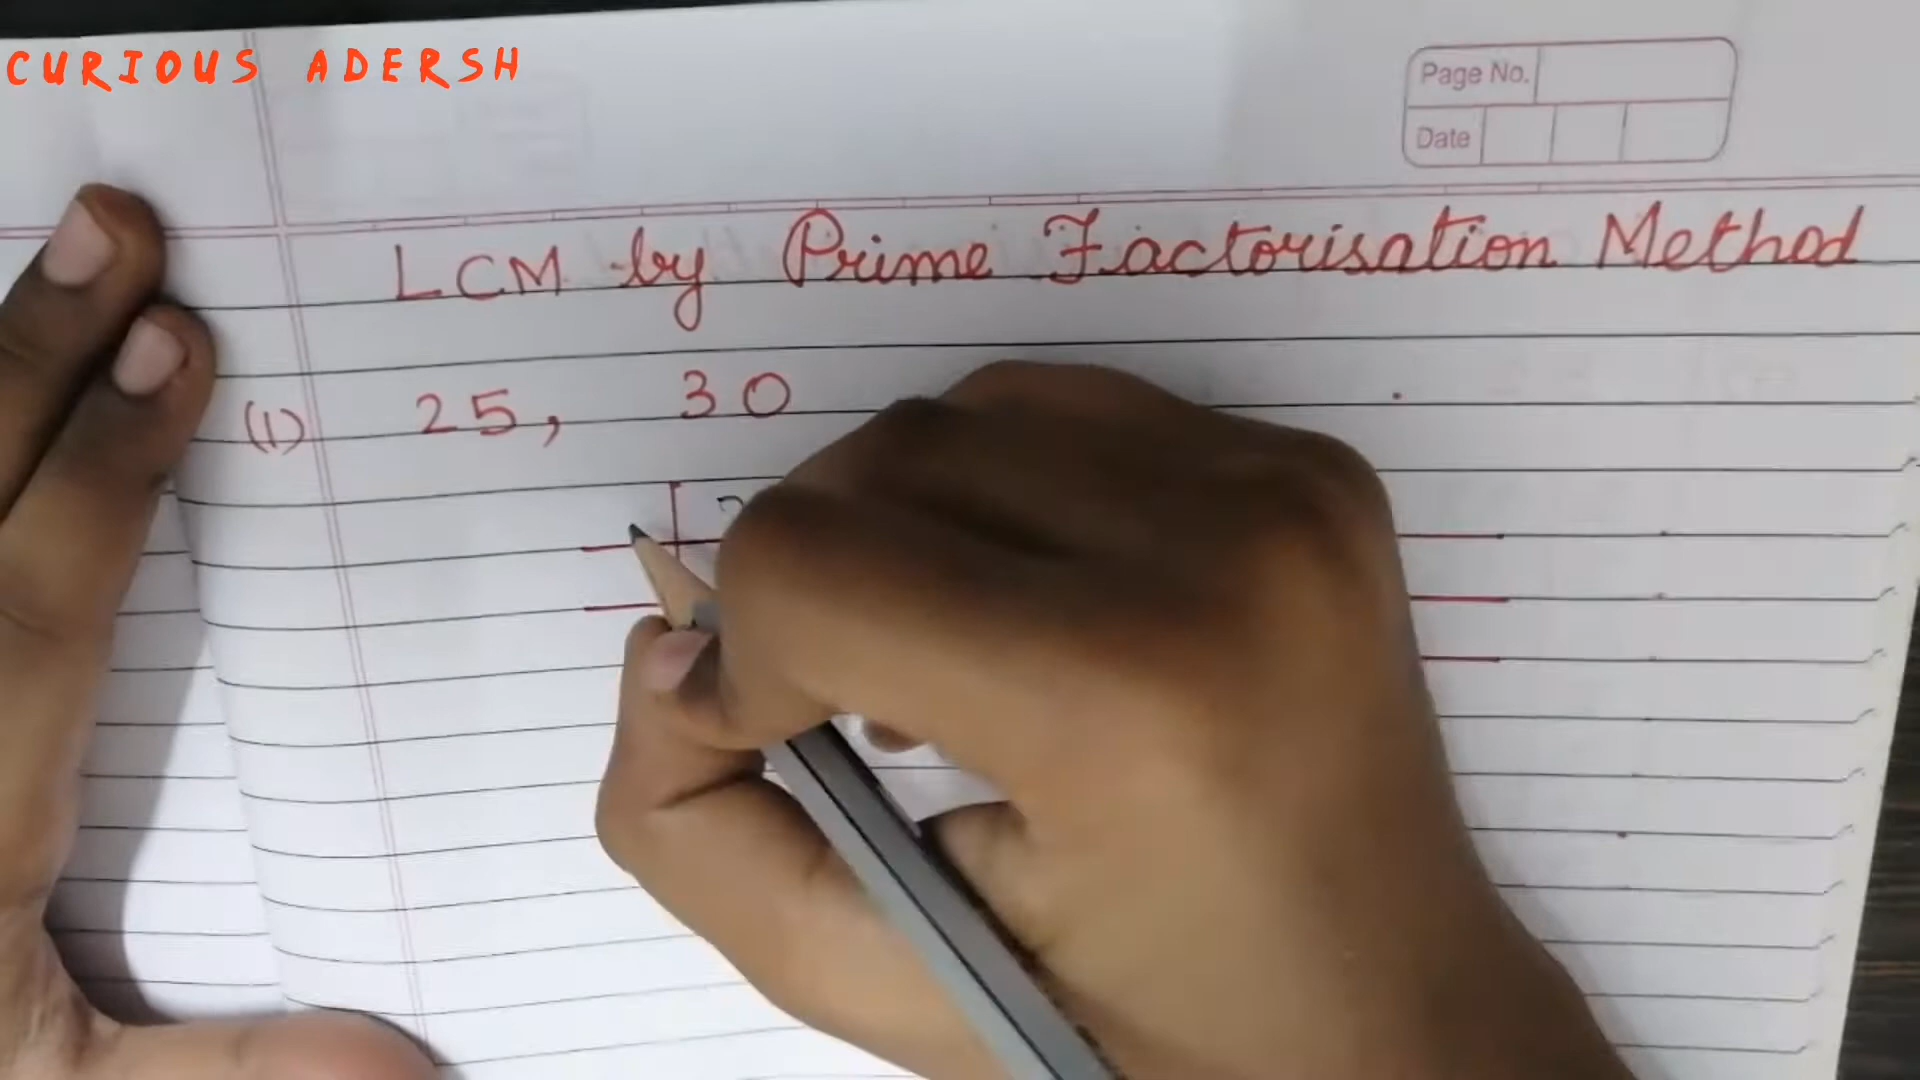 CURIOUS ADERSH
Page No.
Date
LCM by Prime Factorisation Method
(1) 25, 30